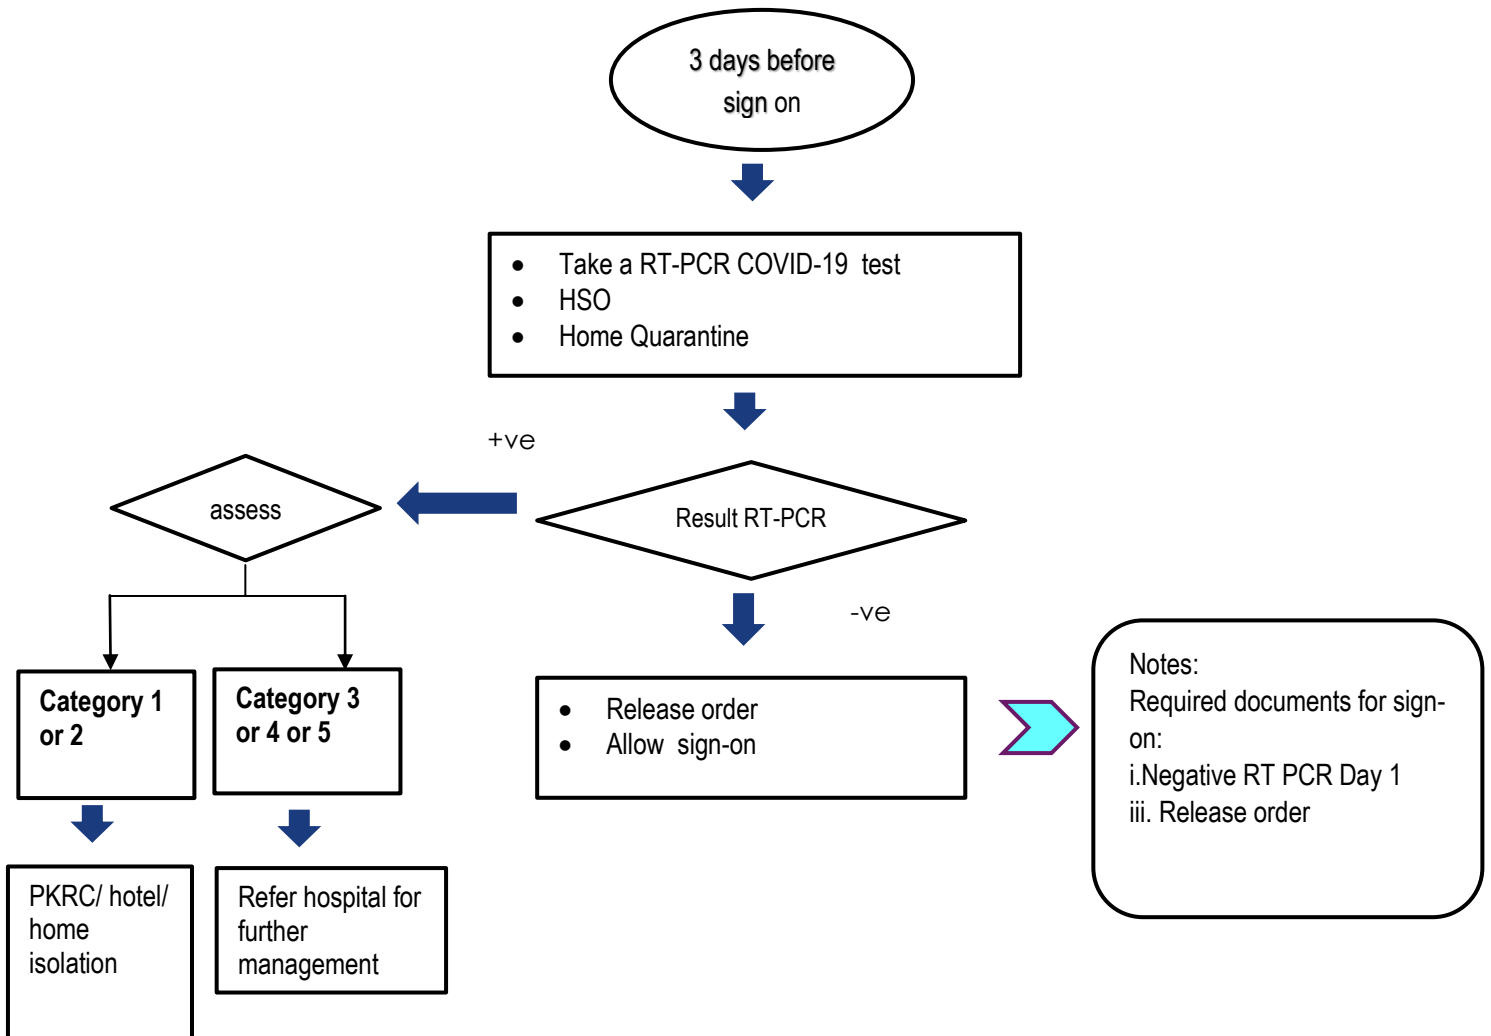 3 days before
sign on
• Take a RT-PCR COVID-19 test
• HSO
• Home Quarantine
+ve
assess
Result RT-PCR
-ve
Category 1
or 2
Category 3
or 4 or 5
• Release order
• Allow sign-on
Notes:
Required documents for sign-
on:
i.Negative RT PCR Day 1
iii. Release order
PKRC/ hotel/
home
isolation
Refer hospital for
further
management